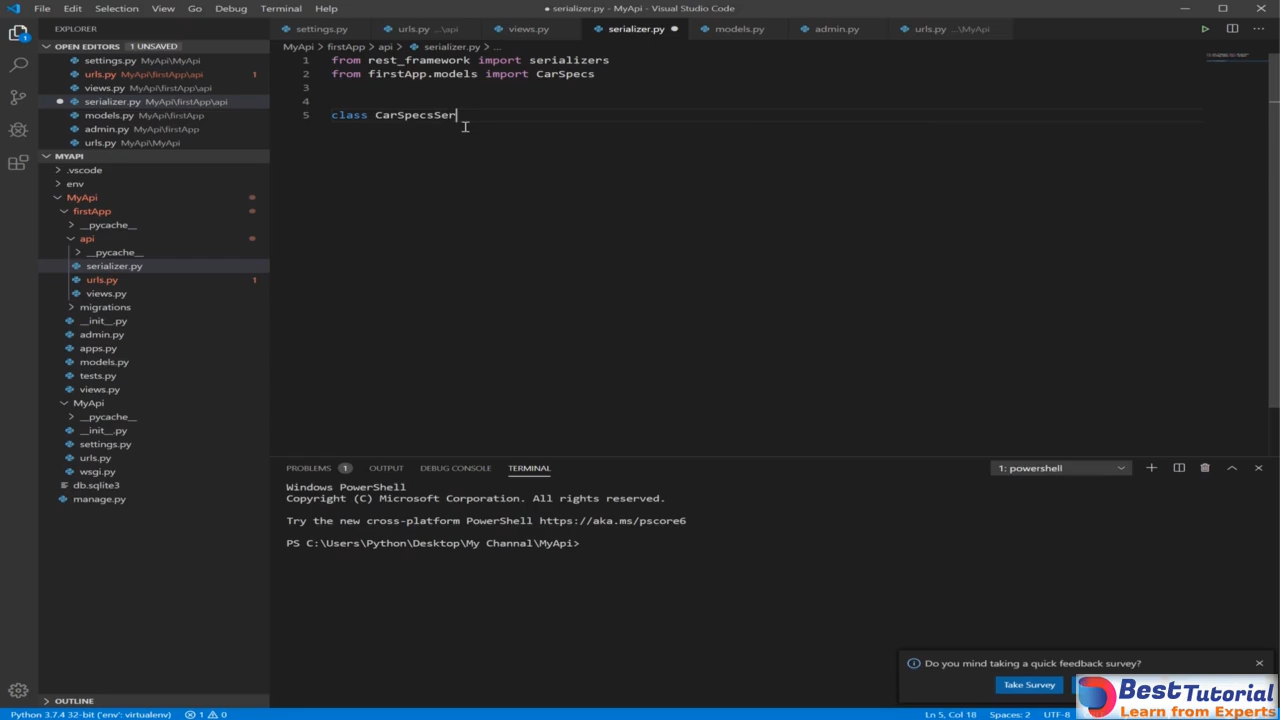 File Edit Selection View Go Debug Terminal Help
● serializer.py - MyApi - Visual Studio Code
EXPLORER
OPEN EDITORS 1 UNSAVED
settings.py MyApi\MyApi
urls.py MyApi\firstApp\api 1
views.py MyApi\firstApp\api
● serializer.py MyApi\firstApp\api
models.py MyApi\firstApp
admin.py MyApi\firstApp
urls.py MyApi\MyApi
MYAPI
.vscode
env
MyApi
firstApp
__pycache__
api
__pycache__
serializer.py
urls.py 1
views.py
migrations
__init__.py
admin.py
apps.py
models.py
tests.py
views.py
MyApi
__pycache__
__init__.py
settings.py
urls.py
wsgi.py
db.sqlite3
manage.py
OUTLINE
settings.py urls.py ...\api views.py serializer.py ● models.py admin.py urls.py ...\MyApi
MyApi > firstApp > api > serializer.py > ...
1 from rest_framework import serializers
2 from firstApp.models import CarSpecs
3
4
5 class CarSpecsSer
PROBLEMS 1 OUTPUT DEBUG CONSOLE TERMINAL
1: powershell
Windows PowerShell
Copyright (C) Microsoft Corporation. All rights reserved.
Try the new cross-platform PowerShell https://aka.ms/pscore6
PS C:\Users\Python\Desktop\My Channal\MyApi>
Do you mind taking a quick feedback survey?
Take Survey
BestTutorial
Learn from Experts
Python 3.7.4 32-bit ('env': virtualenv) 1 0 Ln 5, Col 18 Spaces: 2 UTF-8